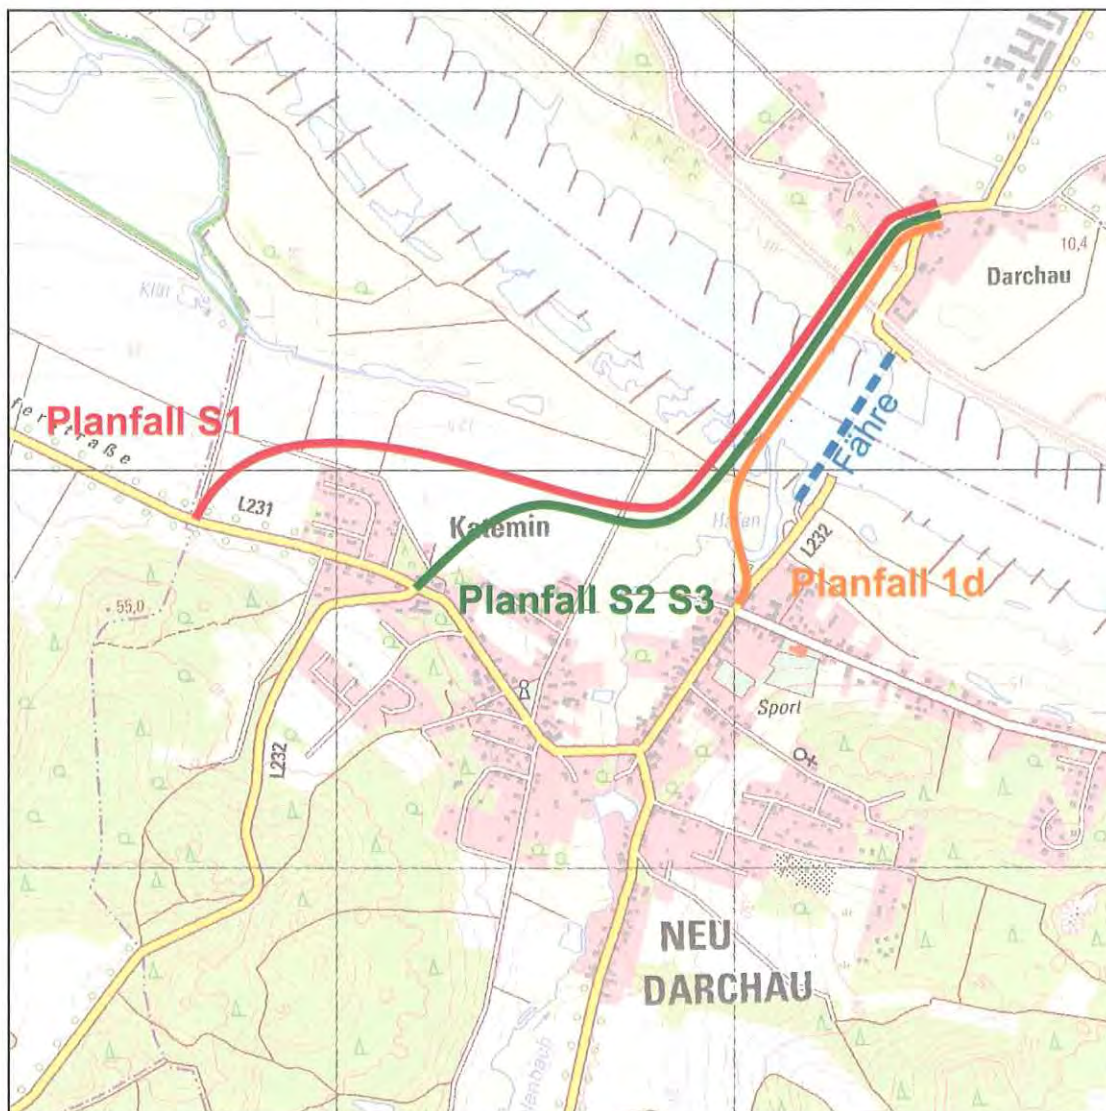 10,4
Darchau
Planfall S1
Fähre
L231
Katemin
Hafen
L232
Planfall 1d
Planfall S2 S3
55,0
Sport
L232
NEU
DARCHAU